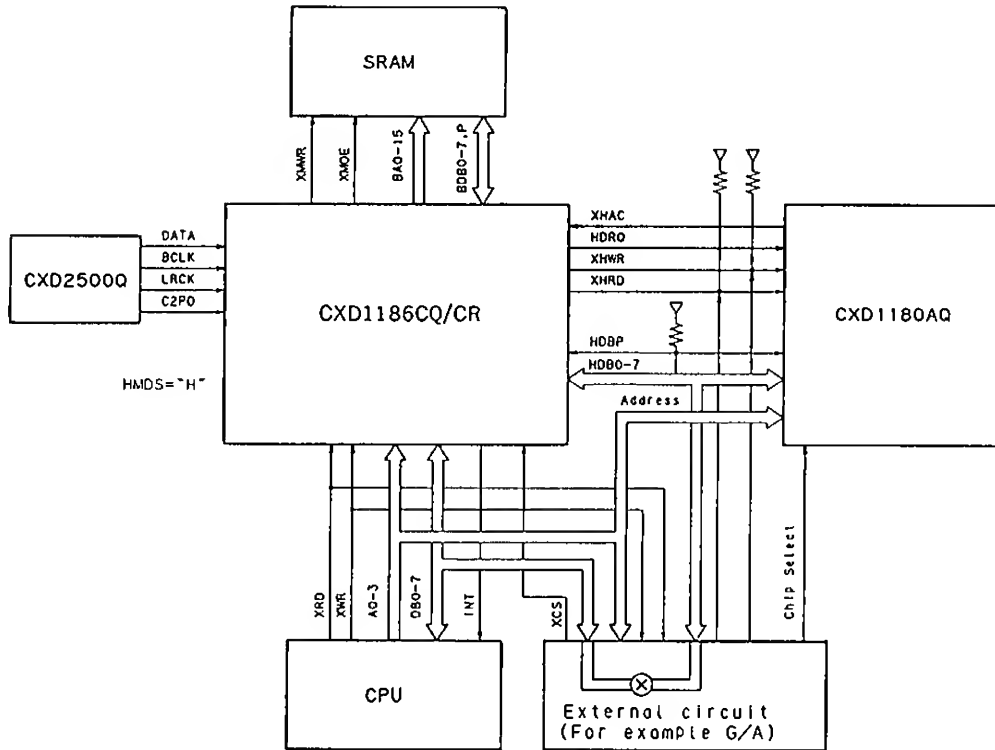 SRAM
XMWR
XMOE
BA0-15
BDB0-7,P
CXD2500Q
DATA
BCLK
LRCK
C2PO
CXD1186CQ/CR
HMDS="H"
XHAC
HDRQ
XHWR
XHRD
HDBP
HDB0-7
Address
CXD1180AQ
XRD
XWR
A0-3
DB0-7
INT
XCS
Chip Select
CPU
External circuit
(For example G/A)